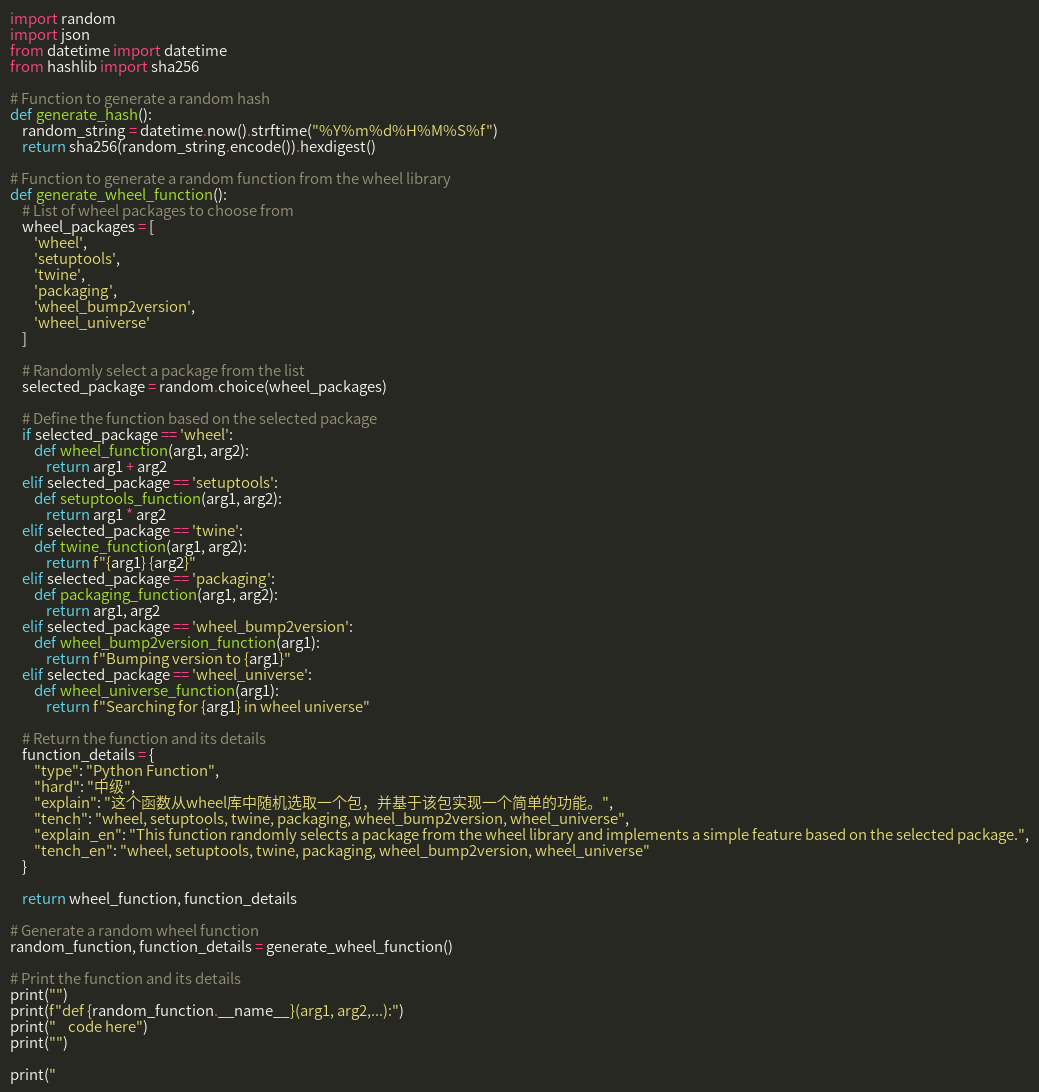 import random
import json
from datetime import datetime
from hashlib import sha256
# Function to generate a random hash
def generate_hash():
    random_string = datetime.now().strftime("%Y%m%d%H%M%S%f")
    return sha256(random_string.encode()).hexdigest()
# Function to generate a random function from the wheel library
def generate_wheel_function():
    # List of wheel packages to choose from
    wheel_packages = [
        'wheel',
        'setuptools',
        'twine',
        'packaging',
        'wheel_bump2version',
        'wheel_universe'
    ]
    # Randomly select a package from the list
    selected_package = random.choice(wheel_packages)
    # Define the function based on the selected package
    if selected_package == 'wheel':
        def wheel_function(arg1, arg2):
            return arg1 + arg2
    elif selected_package == 'setuptools':
        def setuptools_function(arg1, arg2):
            return arg1 * arg2
    elif selected_package == 'twine':
        def twine_function(arg1, arg2):
            return f"{arg1} {arg2}"
    elif selected_package == 'packaging':
        def packaging_function(arg1, arg2):
            return arg1, arg2
    elif selected_package == 'wheel_bump2version':
        def wheel_bump2version_function(arg1):
            return f"Bumping version to {arg1}"
    elif selected_package == 'wheel_universe':
        def wheel_universe_function(arg1):
            return f"Searching for {arg1} in wheel universe"
    # Return the function and its details
    function_details = {
        "type": "Python Function",
        "hard": "中级",
        "explain": "这个函数从wheel库中随机选取一个包，并基于该包实现一个简单的功能。",
        "tench": "wheel, setuptools, twine, packaging, wheel_bump2version, wheel_universe",
        "explain_en": "This function randomly selects a package from the wheel library and implements a simple feature based on the selected package.",
        "tench_en": "wheel, setuptools, twine, packaging, wheel_bump2version, wheel_universe"
    }
    return wheel_function, function_details
# Generate a random wheel function
random_function, function_details = generate_wheel_function()
# Print the function and its details
print("")
print(f"def {random_function.__name__}(arg1, arg2,...):")
print("    code here")
print("")
print("